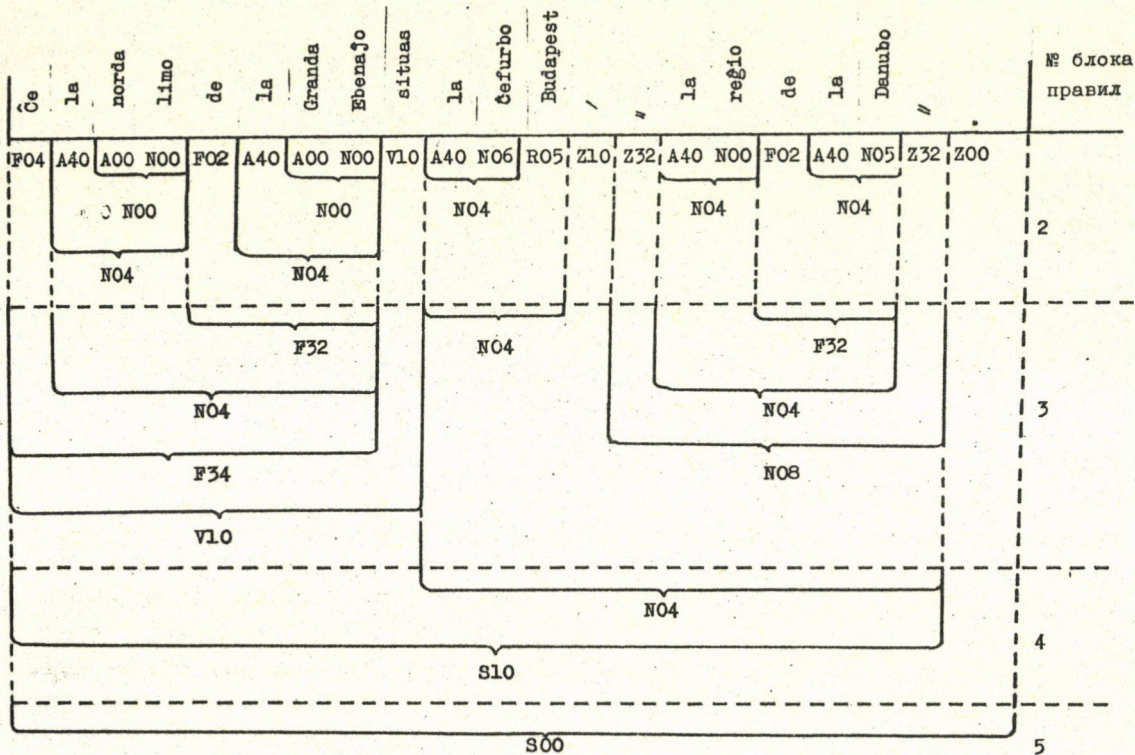 Ĉe la norda limo de la Granda Ebenaĵo situas la ĉefurbo Budapest , " la reĝio de la Danubo " .
№ блока
правил
F04 A40 A00 N00 F02 A40 A00 N00 V10 A40 N06 R05 Z10 Z32 A40 N00 F02 A40 N05 Z32 Z00
N00 N00 N04 N04 N04
2
N04 N04
F32 N04 F32
N04 N04
3
F34 N08
V10
N04
4
S10
S00
5